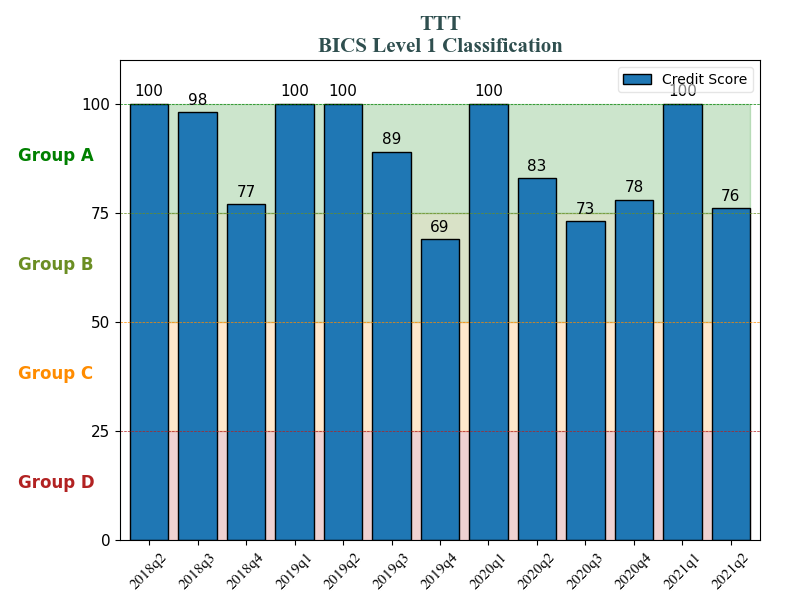 TTT
BICS Level 1 Classification
Credit Score
100 98 77 100 100 89 69 100 83 73 78 100 76
100
Group A
75
Group B
50
Group C
25
Group D
0
2018q2 2018q3 2018q4 2019q1 2019q2 2019q3 2019q4 2020q1 2020q2 2020q3 2020q4 2021q1 2021q2